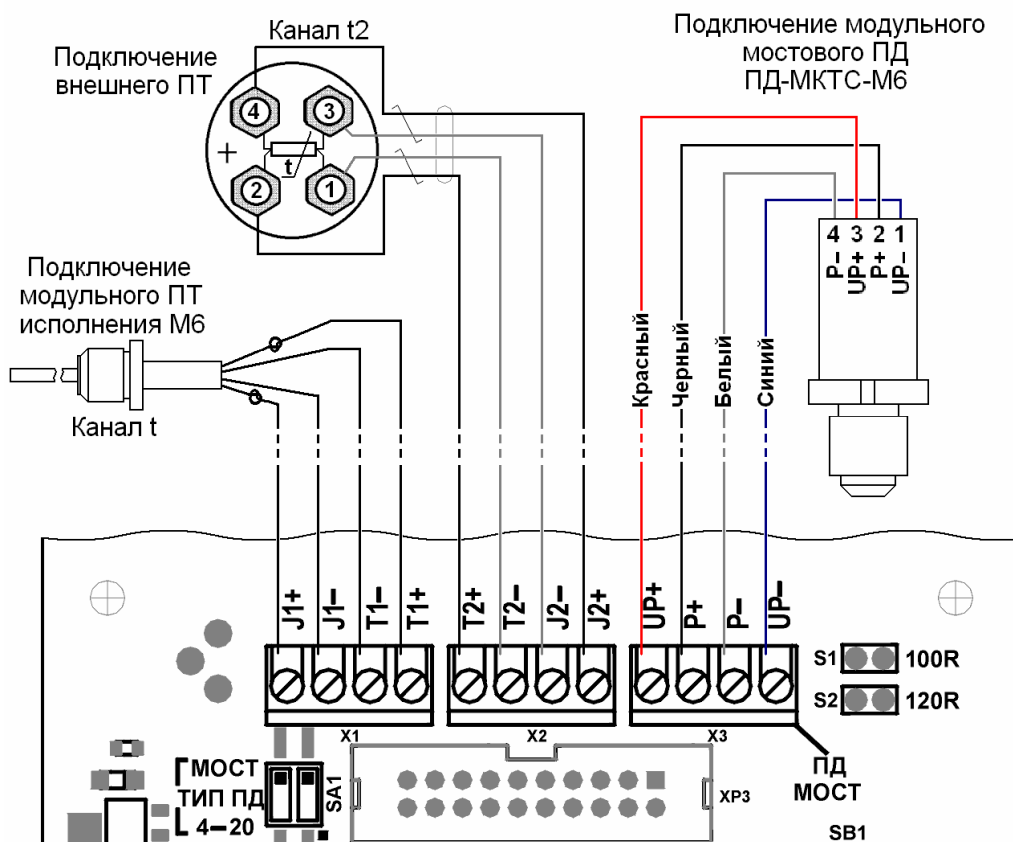 Канал t2
Подключение
внешнего ПТ
Подключение модульного
мостового ПД
ПД-МКТС-М6
4
3
t
2
1
+
4 3 2 1
P–
UP+
P+
UP–
Подключение
модульного ПТ
исполнения М6
Канал t
Красный
Черный
Белый
Синий
J1+
J1–
T1–
T1+
T2+
T2–
J2–
J2+
UP+
P+
P–
UP–
S1
100R
S2
120R
X1
X2
X3
МОСТ
ТИП ПД
4–20
SA1
XP3
ПД
МОСТ
SB1